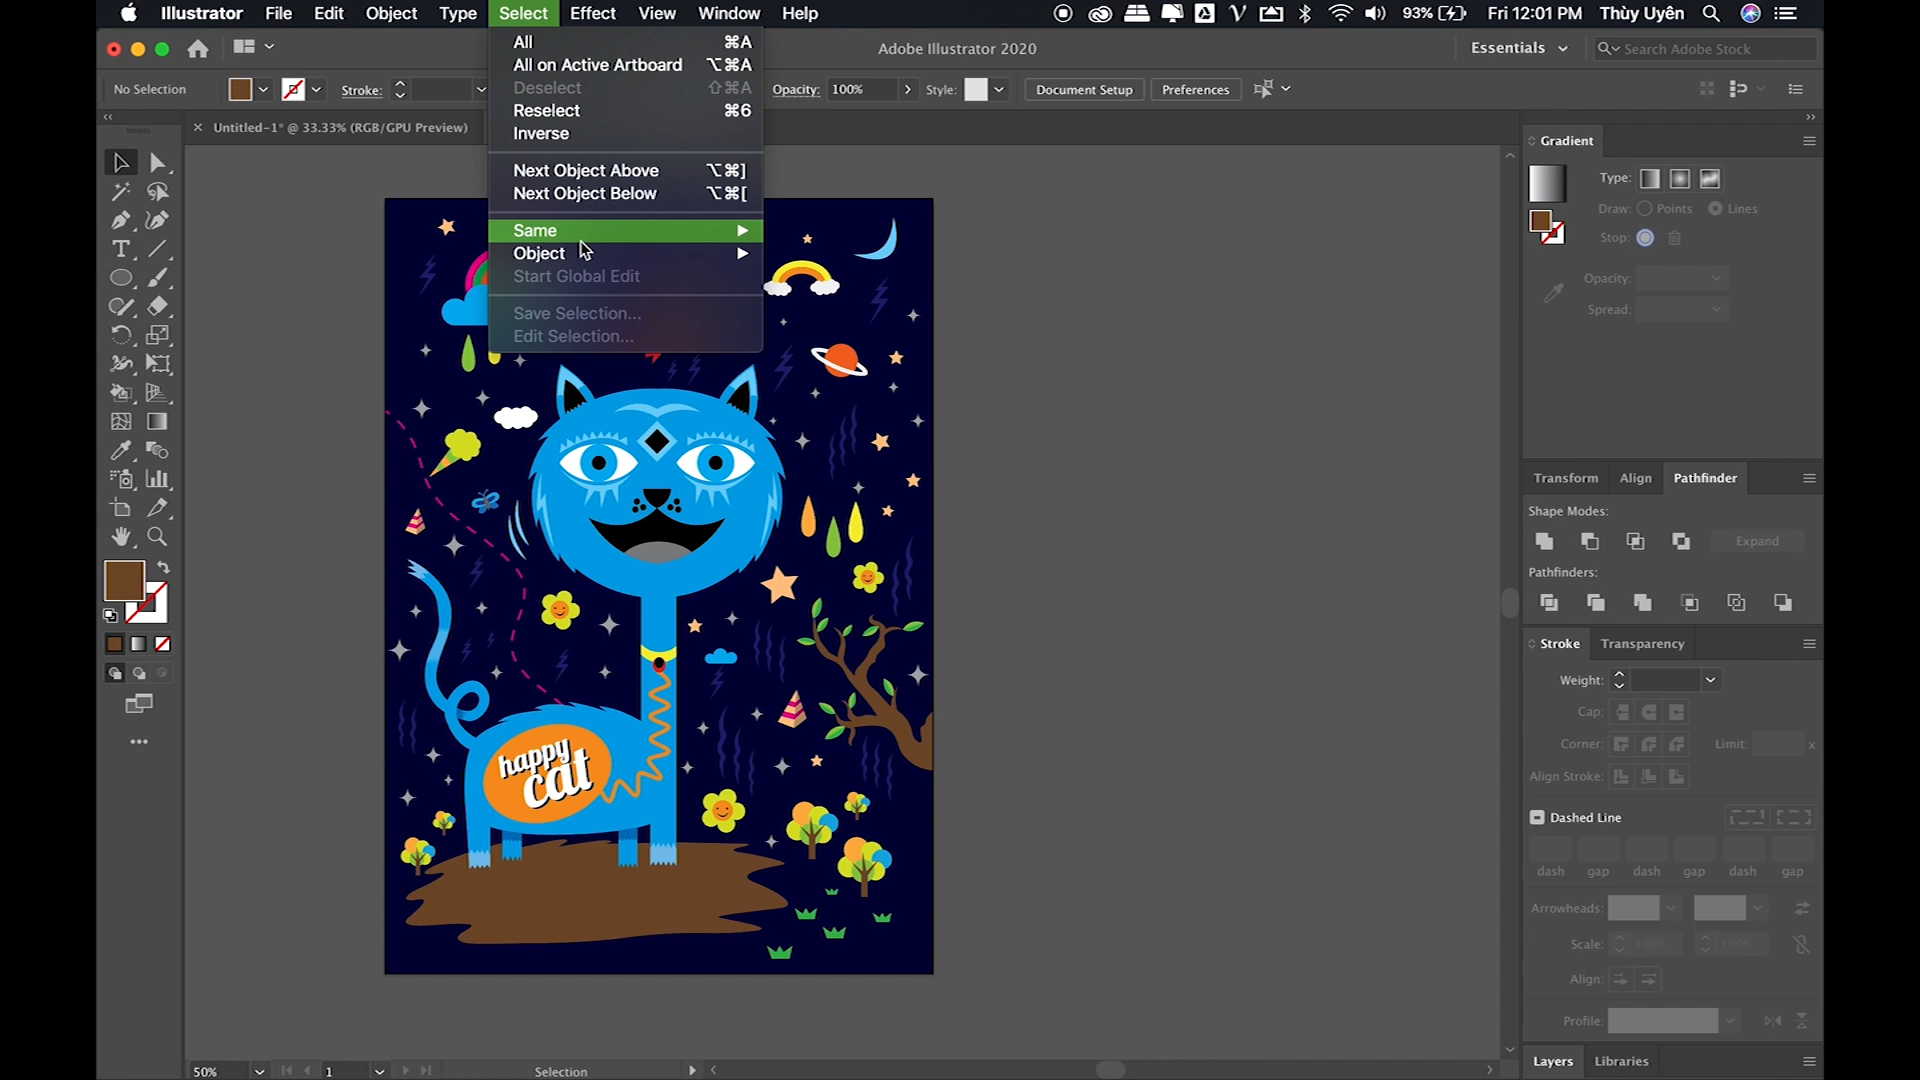 Illustrator File Edit Object Type Select Effect View Window Help 93% Fri 12:01 PM Thùy Uyên
Adobe Illustrator 2020 Essentials Search Adobe Stock
No Selection Stroke: Opacity: 100% Style: Document Setup Preferences
Untitled-1* @ 33.33% (RGB/GPU Preview)
All ⌘A
All on Active Artboard ⌥⌘A
Deselect ⇧⌘A
Reselect ⌘6
Inverse
Next Object Above ⌥⌘]
Next Object Below ⌥⌘[
Same
Object
Start Global Edit
Save Selection...
Edit Selection...
happy
cat
Gradient
Type:
Draw: Points Lines
Stop:
Opacity:
Spread:
Transform Align Pathfinder
Shape Modes:
Expand
Pathfinders:
Stroke Transparency
Weight:
Cap:
Corner: Limit: x
Align Stroke:
Dashed Line
dash gap dash gap dash gap
Arrowheads:
Scale: 100% 100%
Align:
Profile:
Layers Libraries
50% 1 Selection